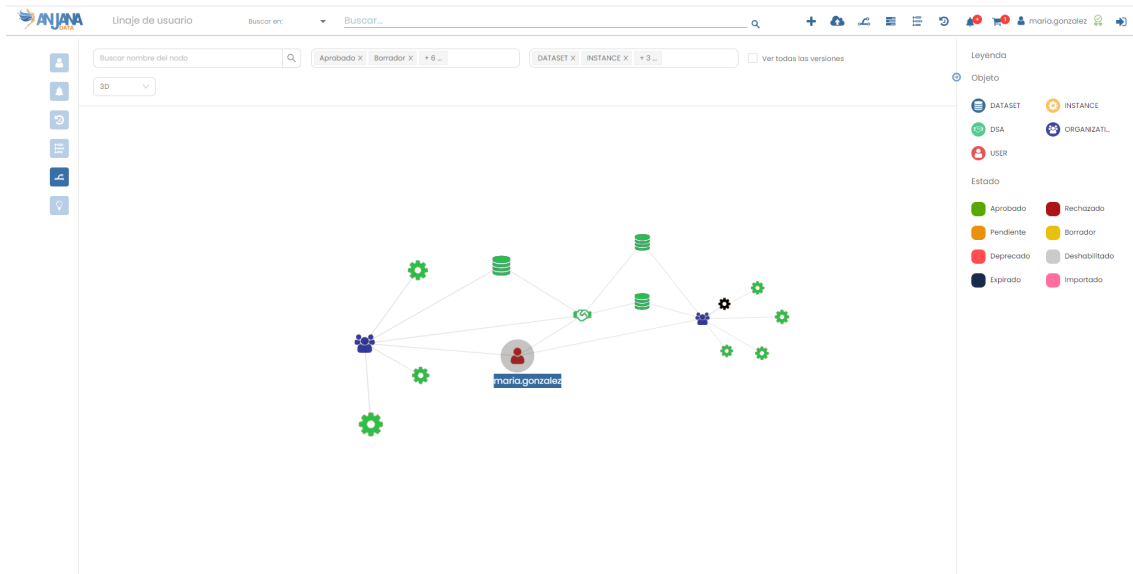 ANJANA
DATA
Linaje de usuario
Buscar en:
Buscar...
maria.gonzalez
Buscar nombre del nodo
Aprobado X Borrador X + 6 ...
DATASET X INSTANCE X + 3 ...
Ver todas las versiones
3D
Leyenda
Objeto
DATASET
INSTANCE
DSA
ORGANIZATI...
USER
Estado
Aprobado
Rechazado
Pendiente
Borrador
Deprecado
Deshabilitado
Expirado
Importado
maria.gonzalez